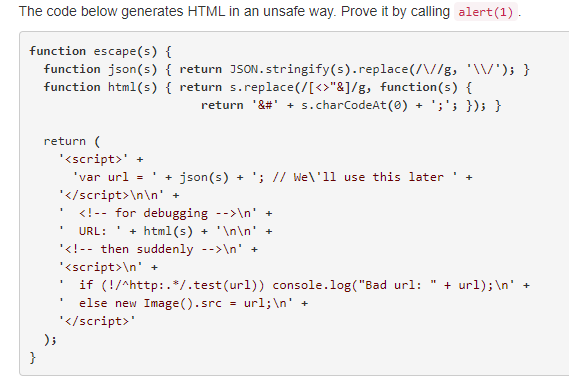 The code below generates HTML in an unsafe way. Prove it by calling alert(1).
function escape(s) {
  function json(s) { return JSON.stringify(s).replace(/\//g, '\\/'); }
  function html(s) { return s.replace(/[<>"&]/g, function(s) {
                        return '&#' + s.charCodeAt(0) + ';'; }); }

  return (
    '<script>' +
      'var url = ' + json(s) + '; // We\'ll use this later ' +
    '</script>\n\n' +
    '  <!-- for debugging -->\n' +
    '  URL: ' + html(s) + '\n\n' +
    '<!-- then suddenly -->\n' +
    '<script>\n' +
    '  if (!/^http:.*/.test(url)) console.log("Bad url: " + url);\n' +
    '  else new Image().src = url;\n' +
    '</script>'
  );
}